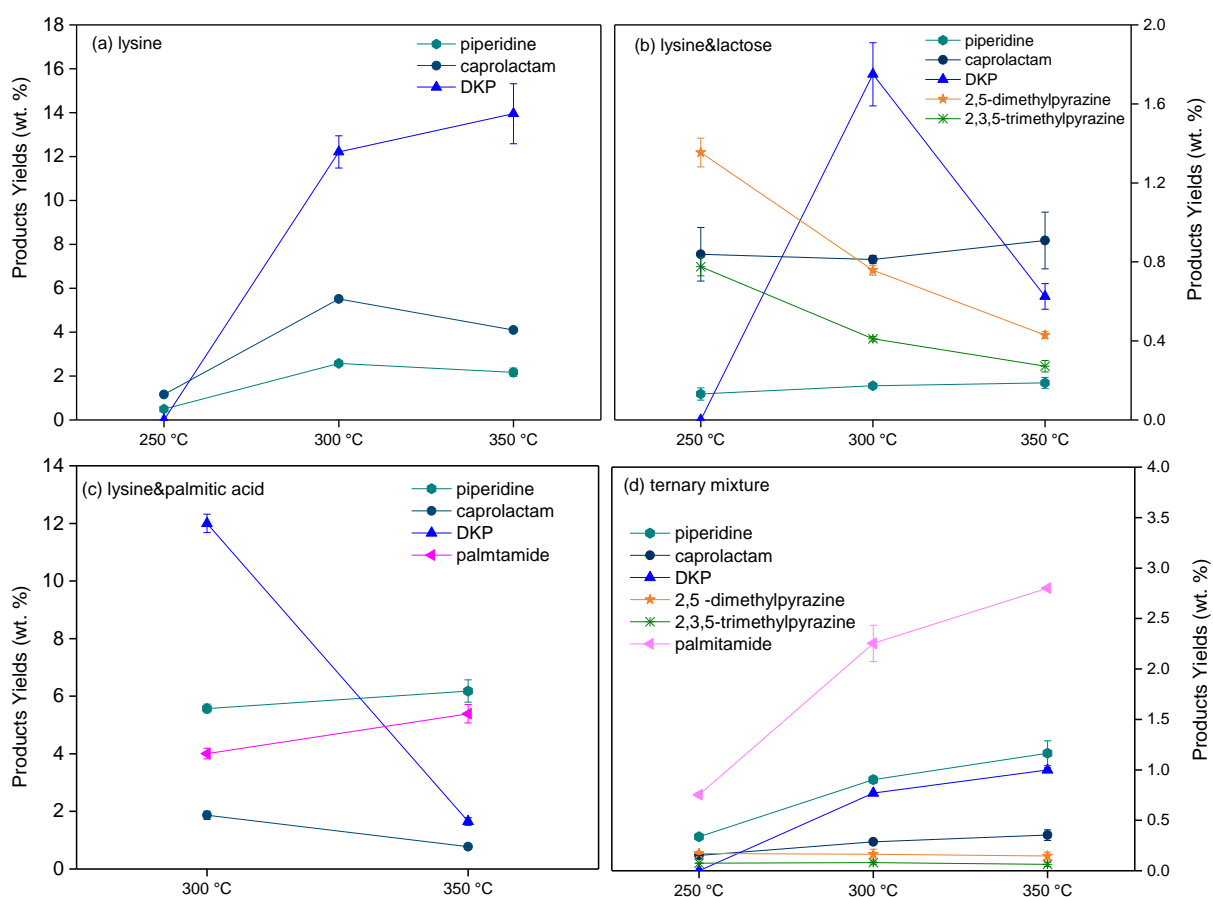 (a) lysine
piperidine
caprolactam
DKP
Products Yields (wt. %)
18
16
14
12
10
8
6
4
2
0
250 °C
300 °C
350 °C
(b) lysine&lactose
piperidine
caprolactam
DKP
2,5-dimethylpyrazine
2,3,5-trimethylpyrazine
2.0
1.6
1.2
0.8
0.4
0.0
Products Yields (wt. %)
250 °C
300 °C
350 °C
(c) lysine&palmitic acid
piperidine
caprolactam
DKP
palmtamide
Products Yields (wt. %)
14
12
10
8
6
4
2
0
300 °C
350 °C
(d) ternary mixture
piperidine
caprolactam
DKP
2,5 -dimethylpyrazine
2,3,5-trimethylpyrazine
palmitamide
4.0
3.5
3.0
2.5
2.0
1.5
1.0
0.5
0.0
Products Yields (wt. %)
250 °C
300 °C
350 °C